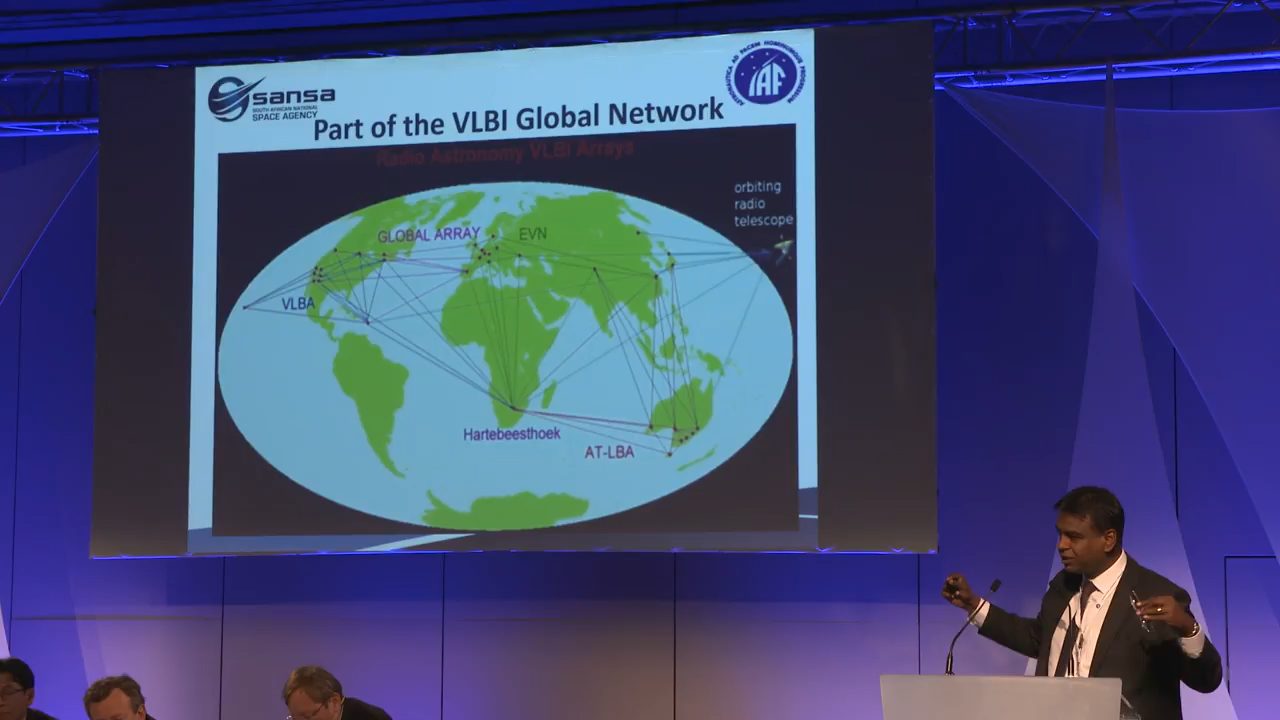 sansa
SOUTH AFRICAN NATIONAL
SPACE AGENCY
IAF
Part of the VLBI Global Network
Radio Astronomy VLBI Arrays
orbiting
radio
telescope
GLOBAL ARRAY
EVN
VLBA
Hartebeesthoek
AT-LBA